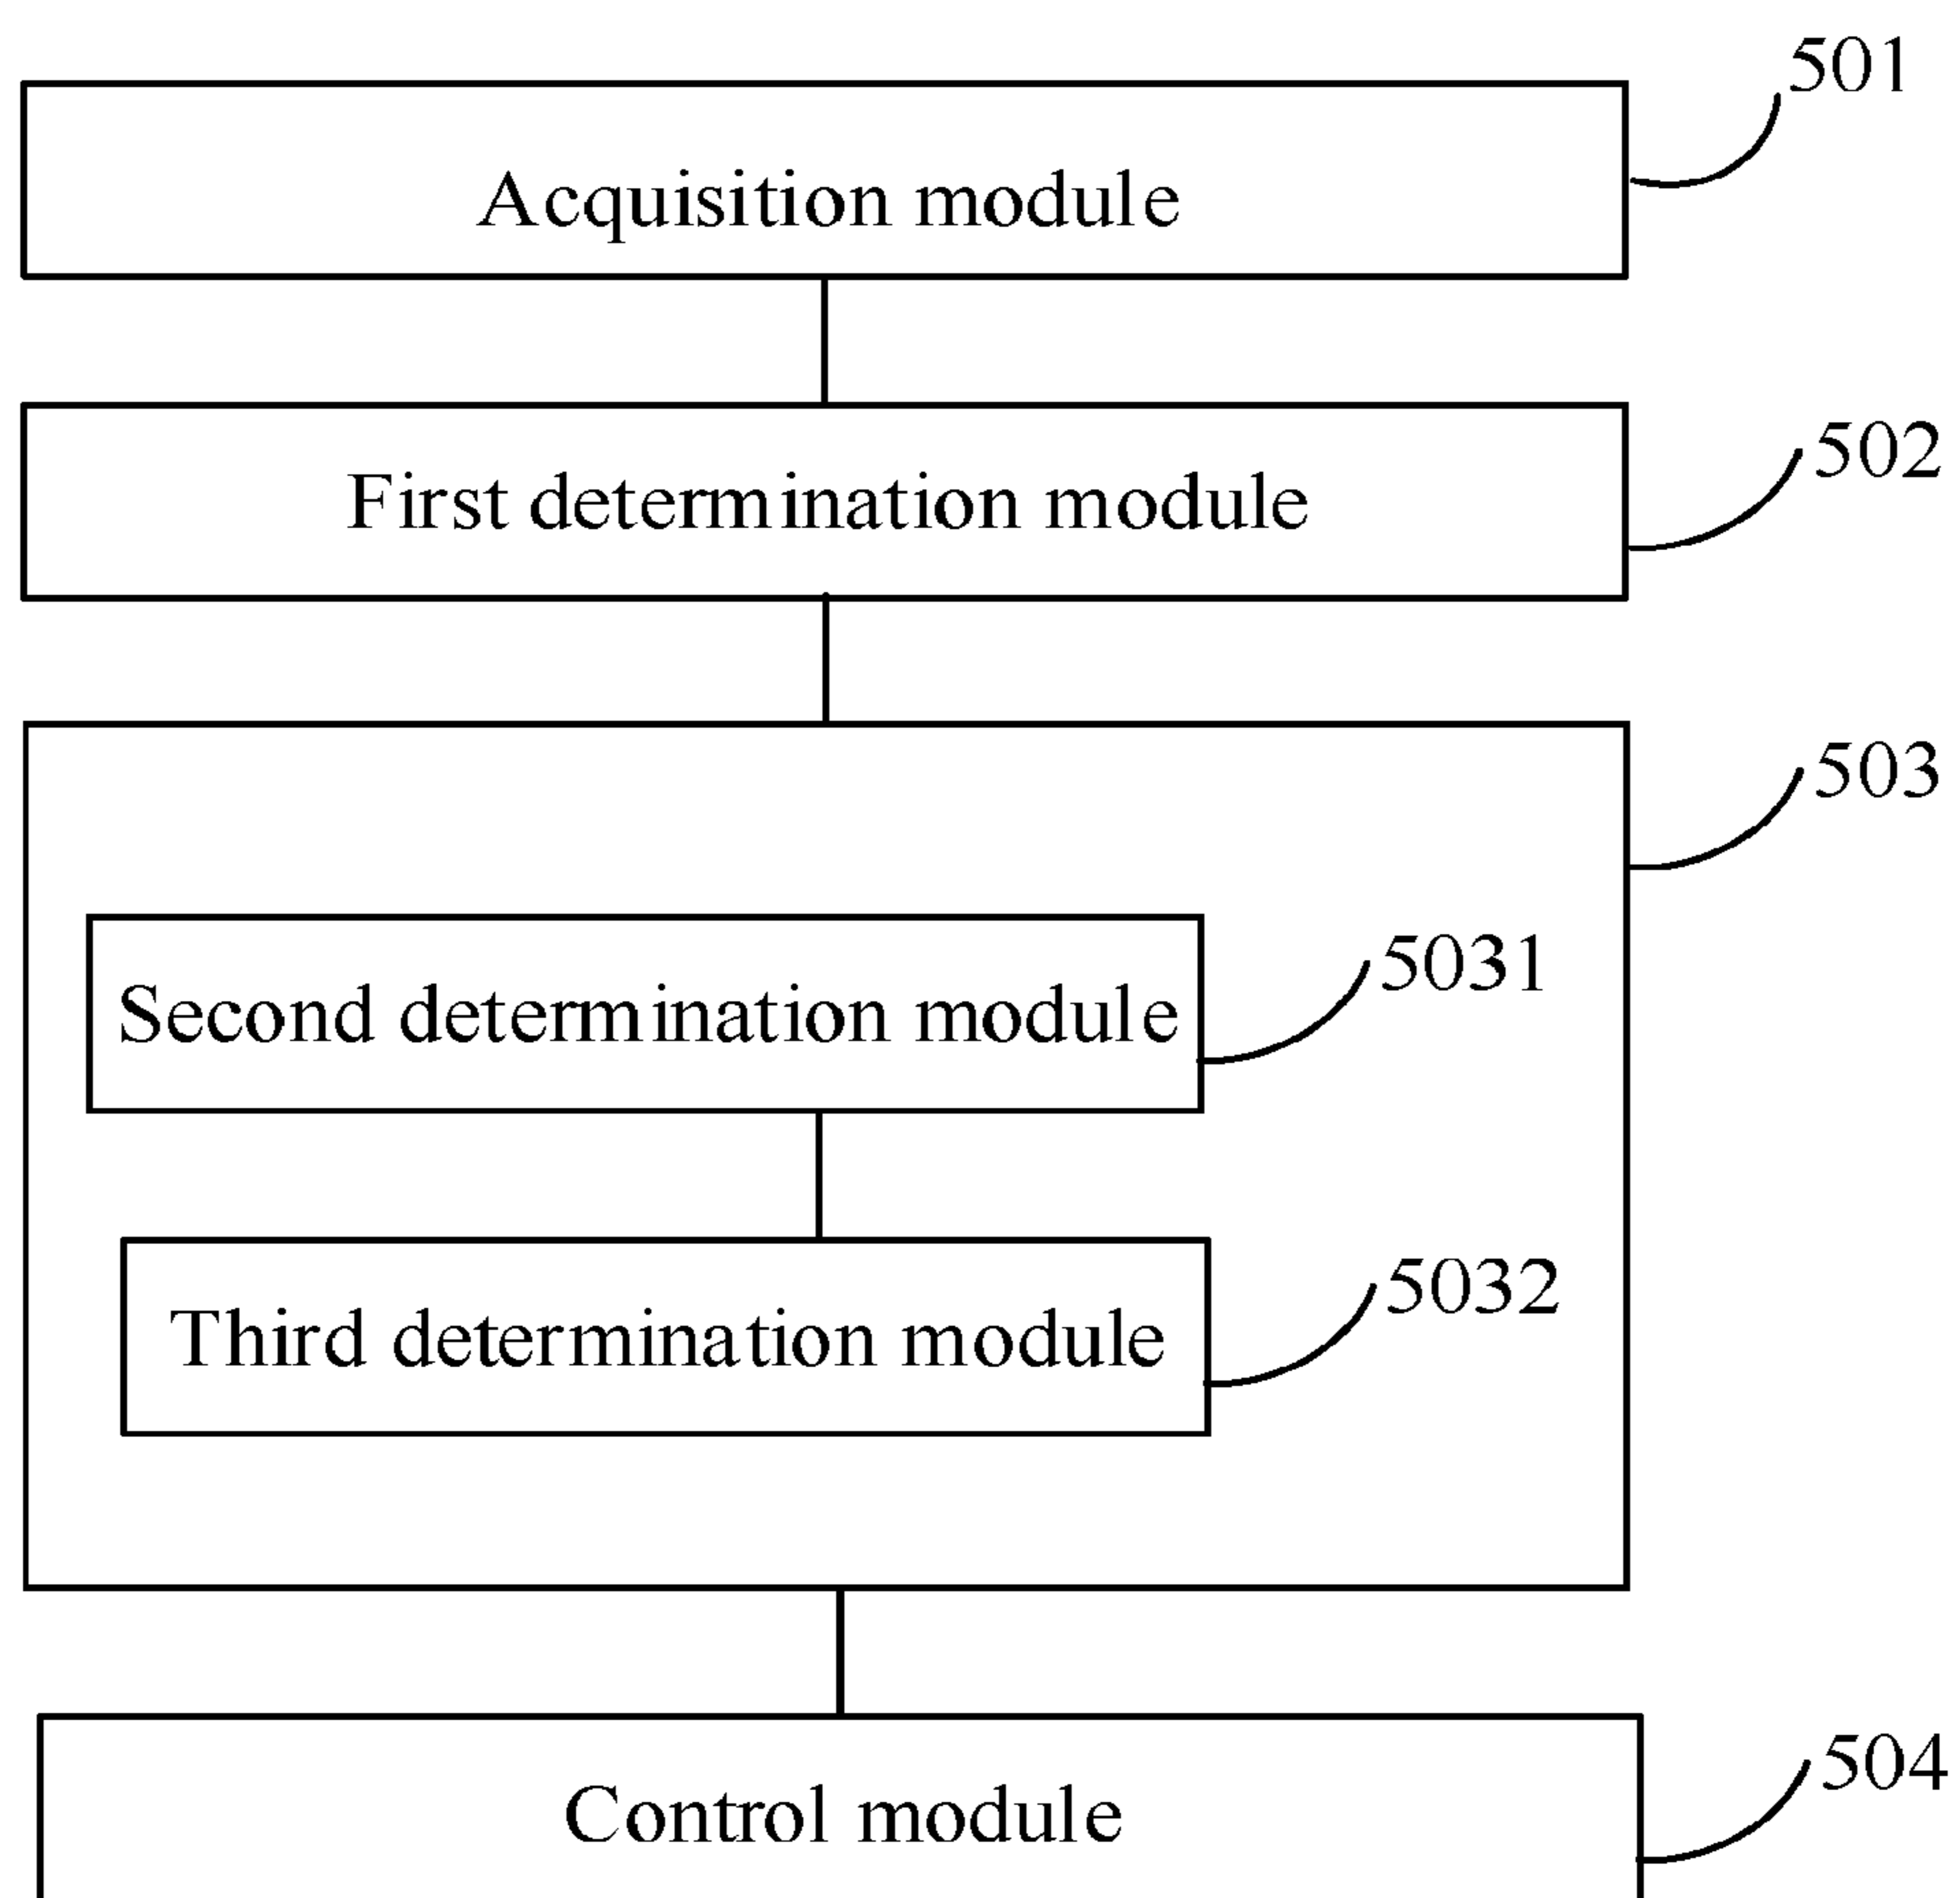 501
Acquisition module
502
First determination module
503
5031
Second determination module
5032
Third determination module
504
Control module